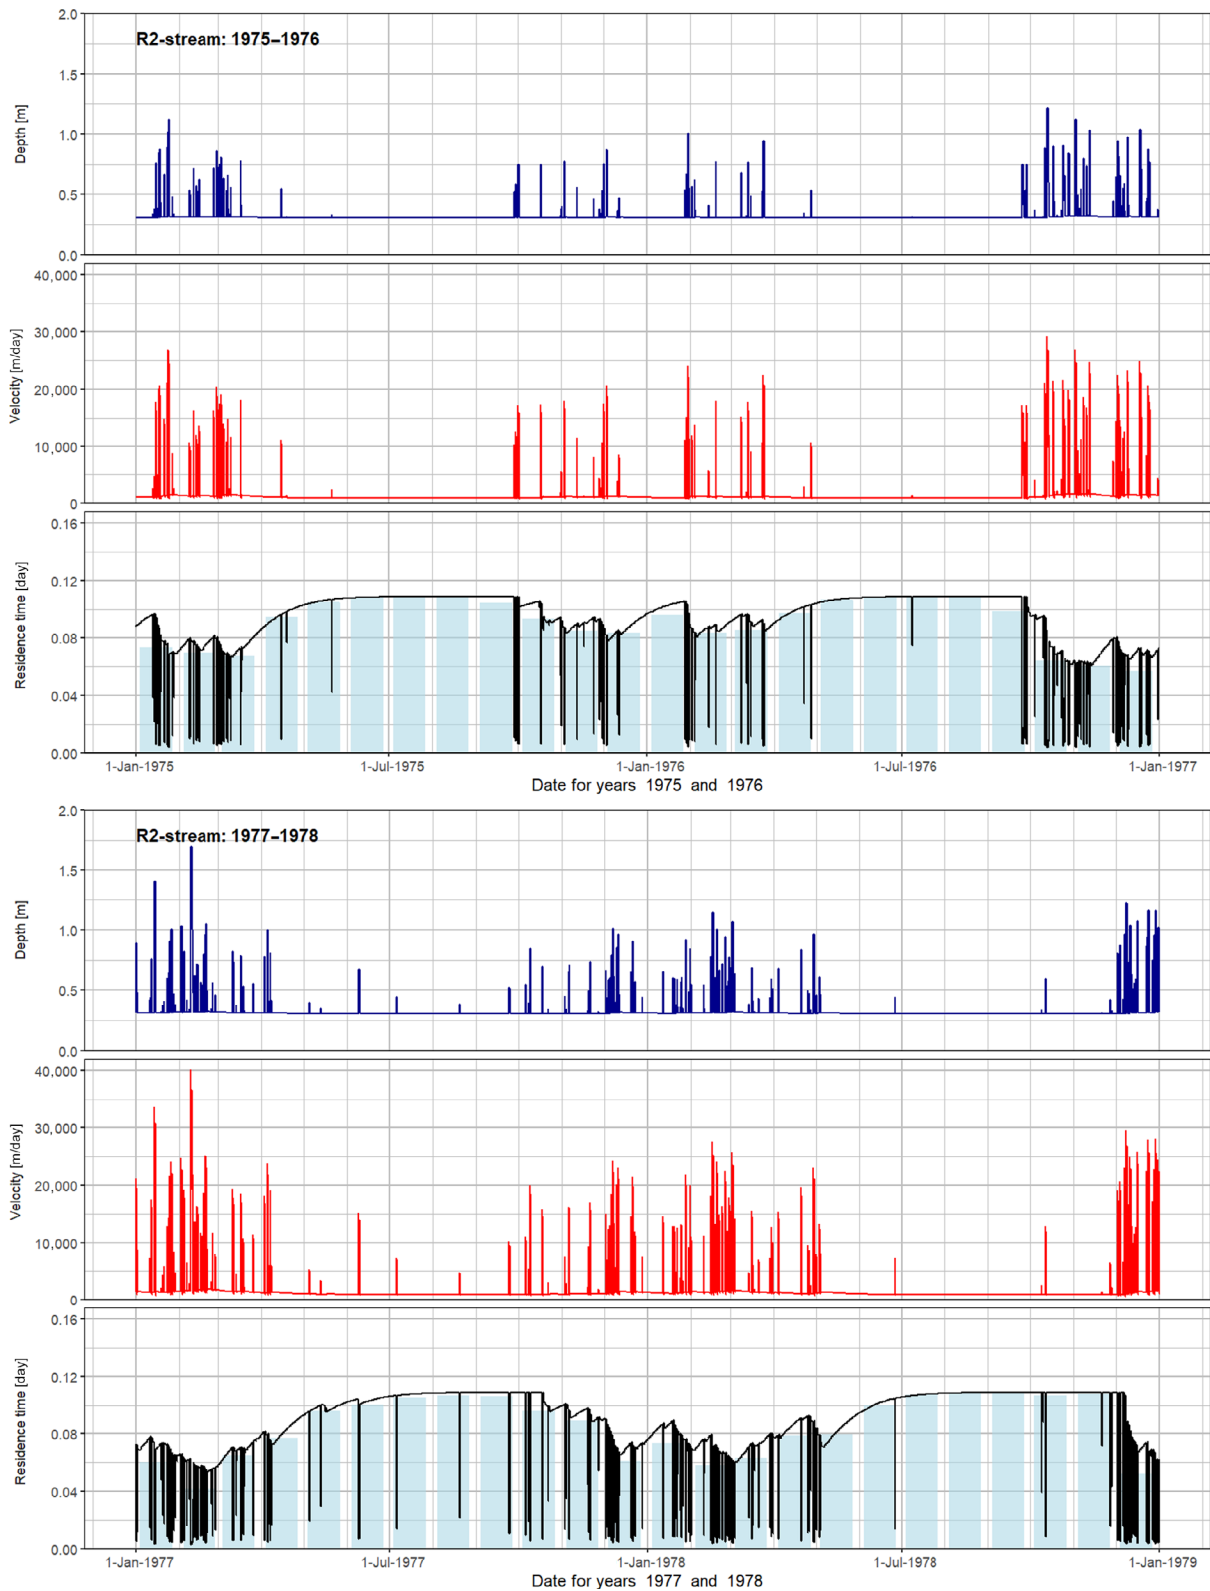 2.0
R2-stream: 1975–1976
1.5
Depth [m]
1.0
0.5
0.0
40,000
30,000
Velocity [m/day]
20,000
10,000
0
0.16
0.12
Residence time [day]
0.08
0.04
0.00
1-Jan-1975 1-Jul-1975 1-Jan-1976 1-Jul-1976 1-Jan-1977
Date for years 1975 and 1976
2.0
R2-stream: 1977–1978
1.5
Depth [m]
1.0
0.5
0.0
40,000
30,000
Velocity [m/day]
20,000
10,000
0
0.16
0.12
Residence time [day]
0.08
0.04
0.00
1-Jan-1977 1-Jul-1977 1-Jan-1978 1-Jul-1978 1-Jan-1979
Date for years 1977 and 1978